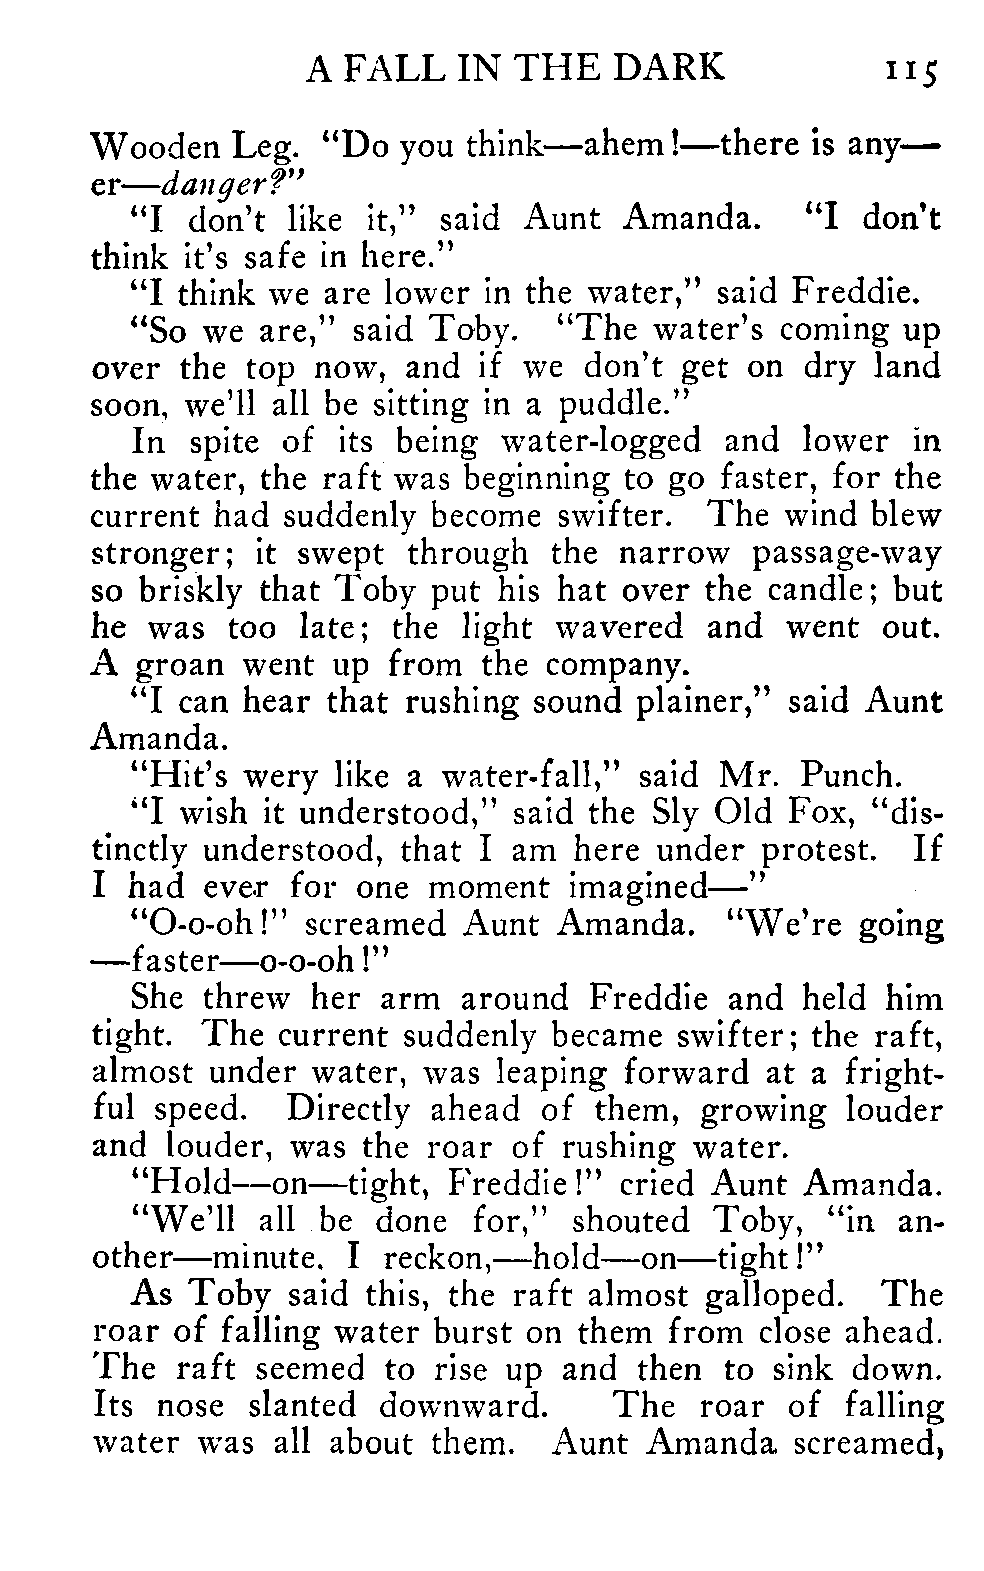 A FALL IN THE DARK 115
Wooden Leg. "Do you think—ahem!—there is any—
er—danger?"
"I don't like it," said Aunt Amanda. "I don't
think it's safe in here."
"I think we are lower in the water," said Freddie.
"So we are," said Toby. "The water's coming up
over the top now, and if we don't get on dry land
soon, we'll all be sitting in a puddle."
In spite of its being water-logged and lower in
the water, the raft was beginning to go faster, for the
current had suddenly become swifter. The wind blew
stronger; it swept through the narrow passage-way
so briskly that Toby put his hat over the candle; but
he was too late; the light wavered and went out.
A groan went up from the company.
"I can hear that rushing sound plainer," said Aunt
Amanda.
"Hit's wery like a water-fall," said Mr. Punch.
"I wish it understood," said the Sly Old Fox, "dis-
tinctly understood, that I am here under protest. If
I had ever for one moment imagined—"
"O-o-oh!" screamed Aunt Amanda. "We're going
—faster—o-o-oh!"
She threw her arm around Freddie and held him
tight. The current suddenly became swifter; the raft,
almost under water, was leaping forward at a fright-
ful speed. Directly ahead of them, growing louder
and louder, was the roar of rushing water.
"Hold—on—tight, Freddie!" cried Aunt Amanda.
"We'll all be done for," shouted Toby, "in an-
other—minute. I reckon,—hold—on—tight!"
As Toby said this, the raft almost galloped. The
roar of falling water burst on them from close ahead.
The raft seemed to rise up and then to sink down.
Its nose slanted downward. The roar of falling
water was all about them. Aunt Amanda screamed,